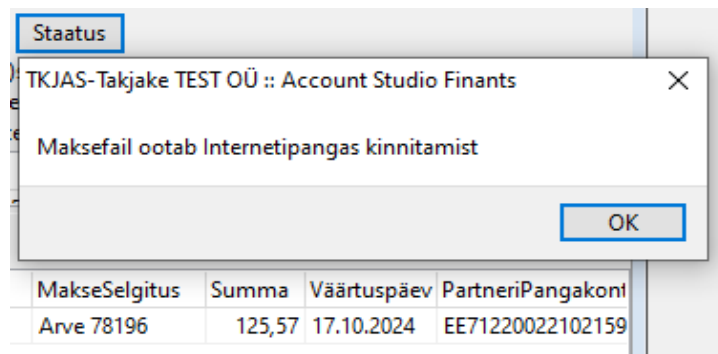 Staatus
TKJAS-Takjake TEST OÜ :: Account Studio Finants
Maksefail ootab Internetipangas kinnitamist
OK
MakseSelgitus Summa Väärtuspäev PartneriPangakont
Arve 78196 125,57 17.10.2024 EE71220022102159